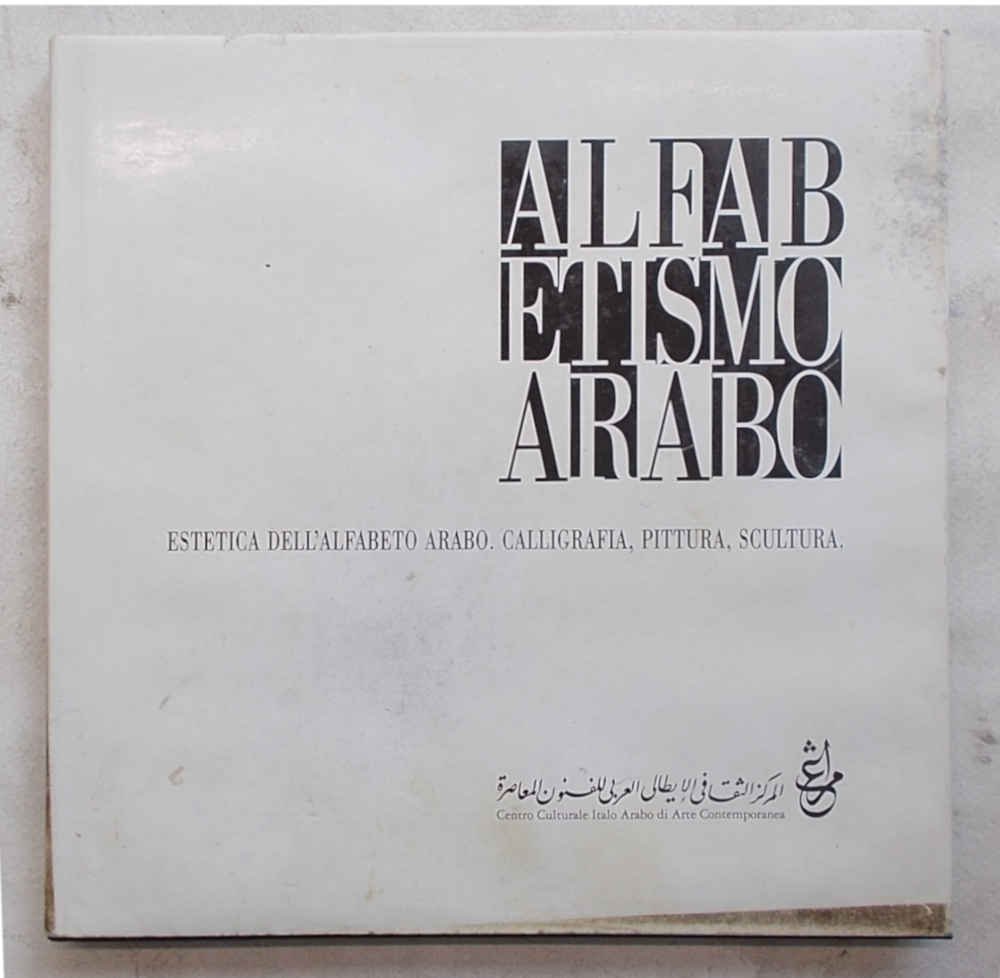 ALFAB
ETISMO
ARABO
ESTETICA DELL'ALFABETO ARABO. CALLIGRAFIA, PITTURA, SCULTURA.
المركز الثقافي الإيطالي العربي للفنون المعاصرة
Centro Culturale Italo Arabo di Arte Contemporanea